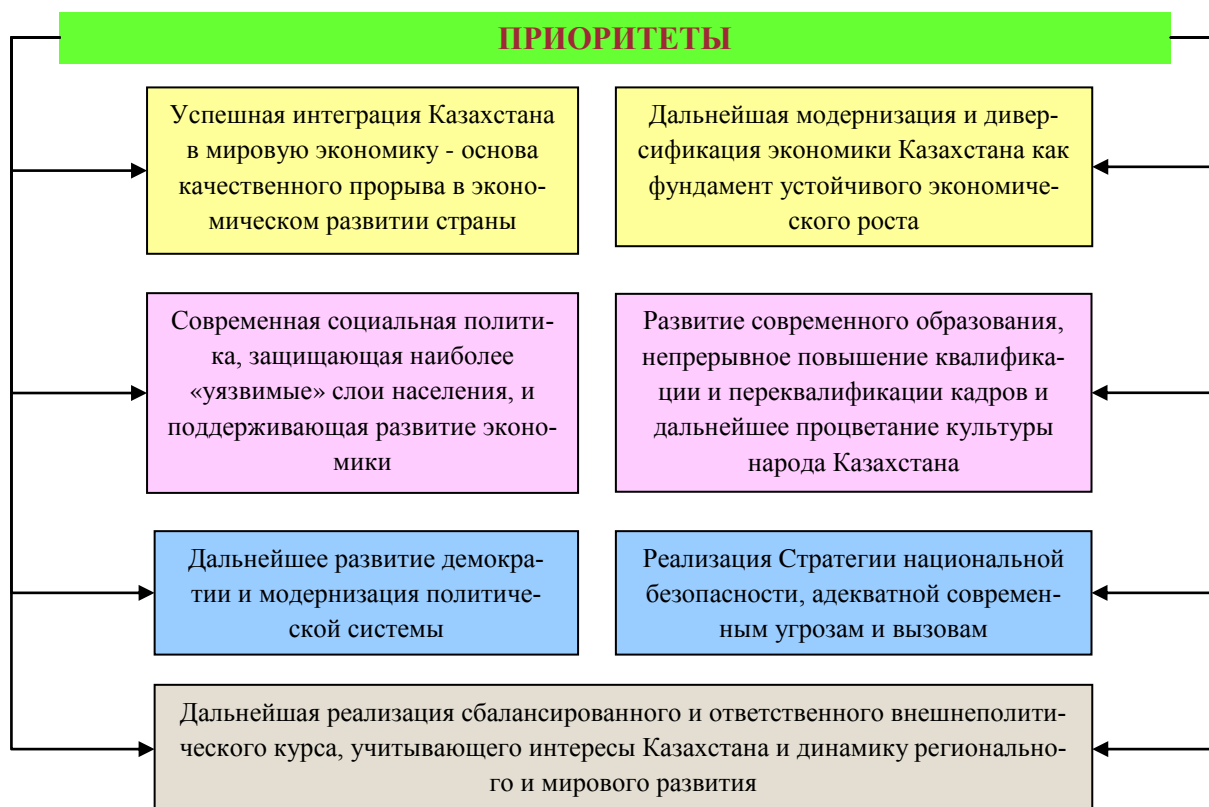 ПРИОРИТЕТЫ
Успешная интеграция Казахстана
в мировую экономику - основа
качественного прорыва в эконо-
мическом развитии страны
Дальнейшая модернизация и дивер-
сификация экономики Казахстана как
фундамент устойчивого экономиче-
ского роста
Современная социальная полити-
ка, защищающая наиболее
«уязвимые» слои населения, и
поддерживающая развитие эконо-
мики
Развитие современного образования,
непрерывное повышение квалифика-
ции и переквалификации кадров и
дальнейшее процветание культуры
народа Казахстана
Дальнейшее развитие демокра-
тии и модернизация политиче-
ской системы
Реализация Стратегии национальной
безопасности, адекватной современ-
ным угрозам и вызовам
Дальнейшая реализация сбалансированного и ответственного внешнеполити-
ческого курса, учитывающего интересы Казахстана и динамику регионально-
го и мирового развития